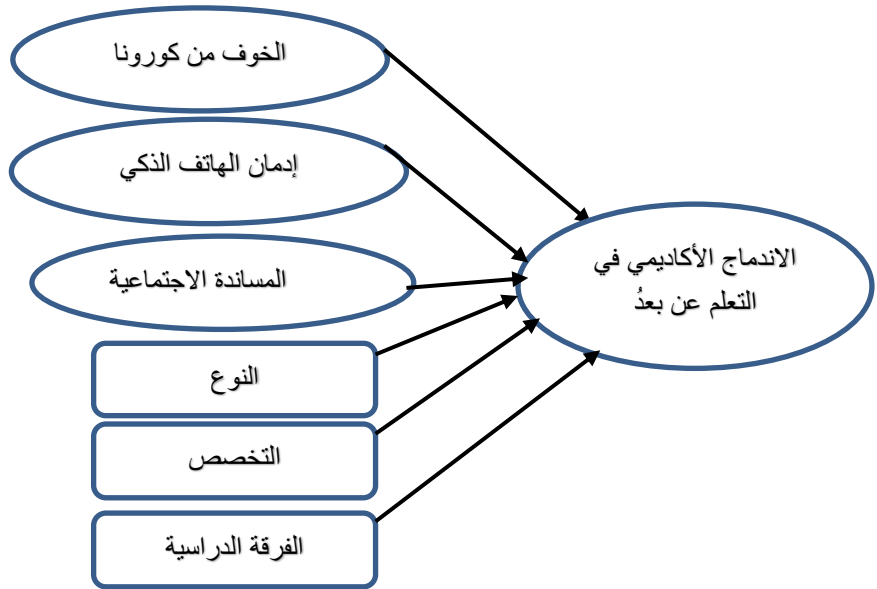 الخوف من كورونا
إدمان الهاتف الذكي
المساندة الاجتماعية
النوع
التخصص
الفرقة الدراسية
الاندماج الأكاديمي في
التعلم عن بعدُ